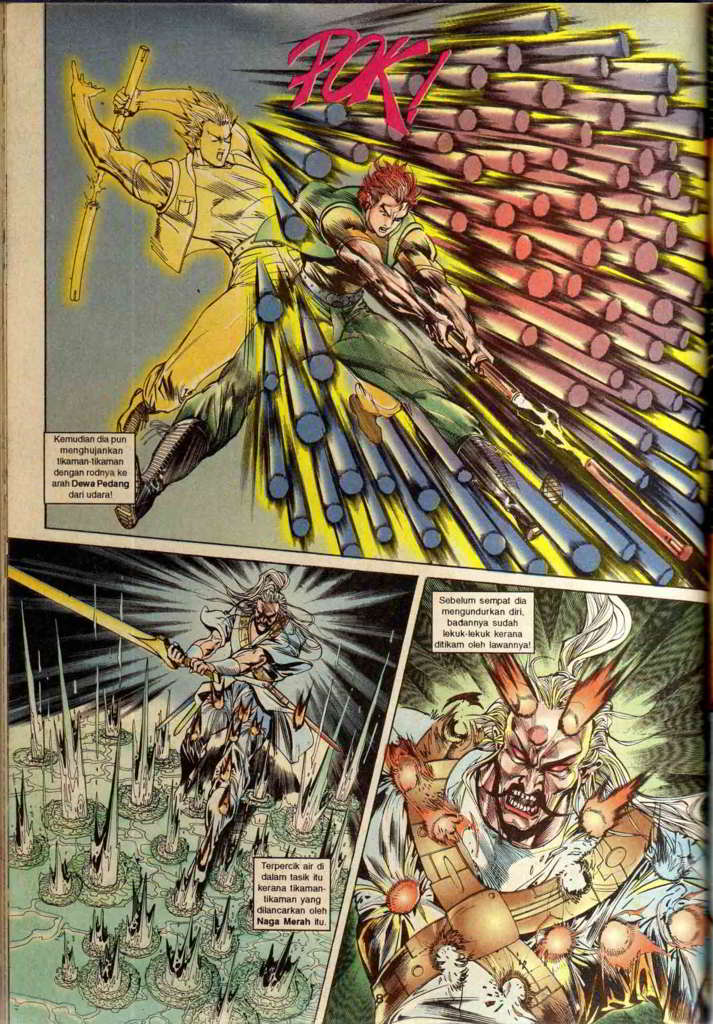 POK!
Kemudian dia pun
menghujankan
tikaman-tikaman
dengan rodnya ke
arah Dewa Pedang
dari udara!
Sebelum sempat dia
mengundurkan diri,
badannya sudah
lekuk-lekuk kerana
ditikam oleh lawannya!
Terpercik air di
dalam tasik itu
kerana tikaman-
tikaman yang
dilancarkan oleh
Naga Merah itu.
8